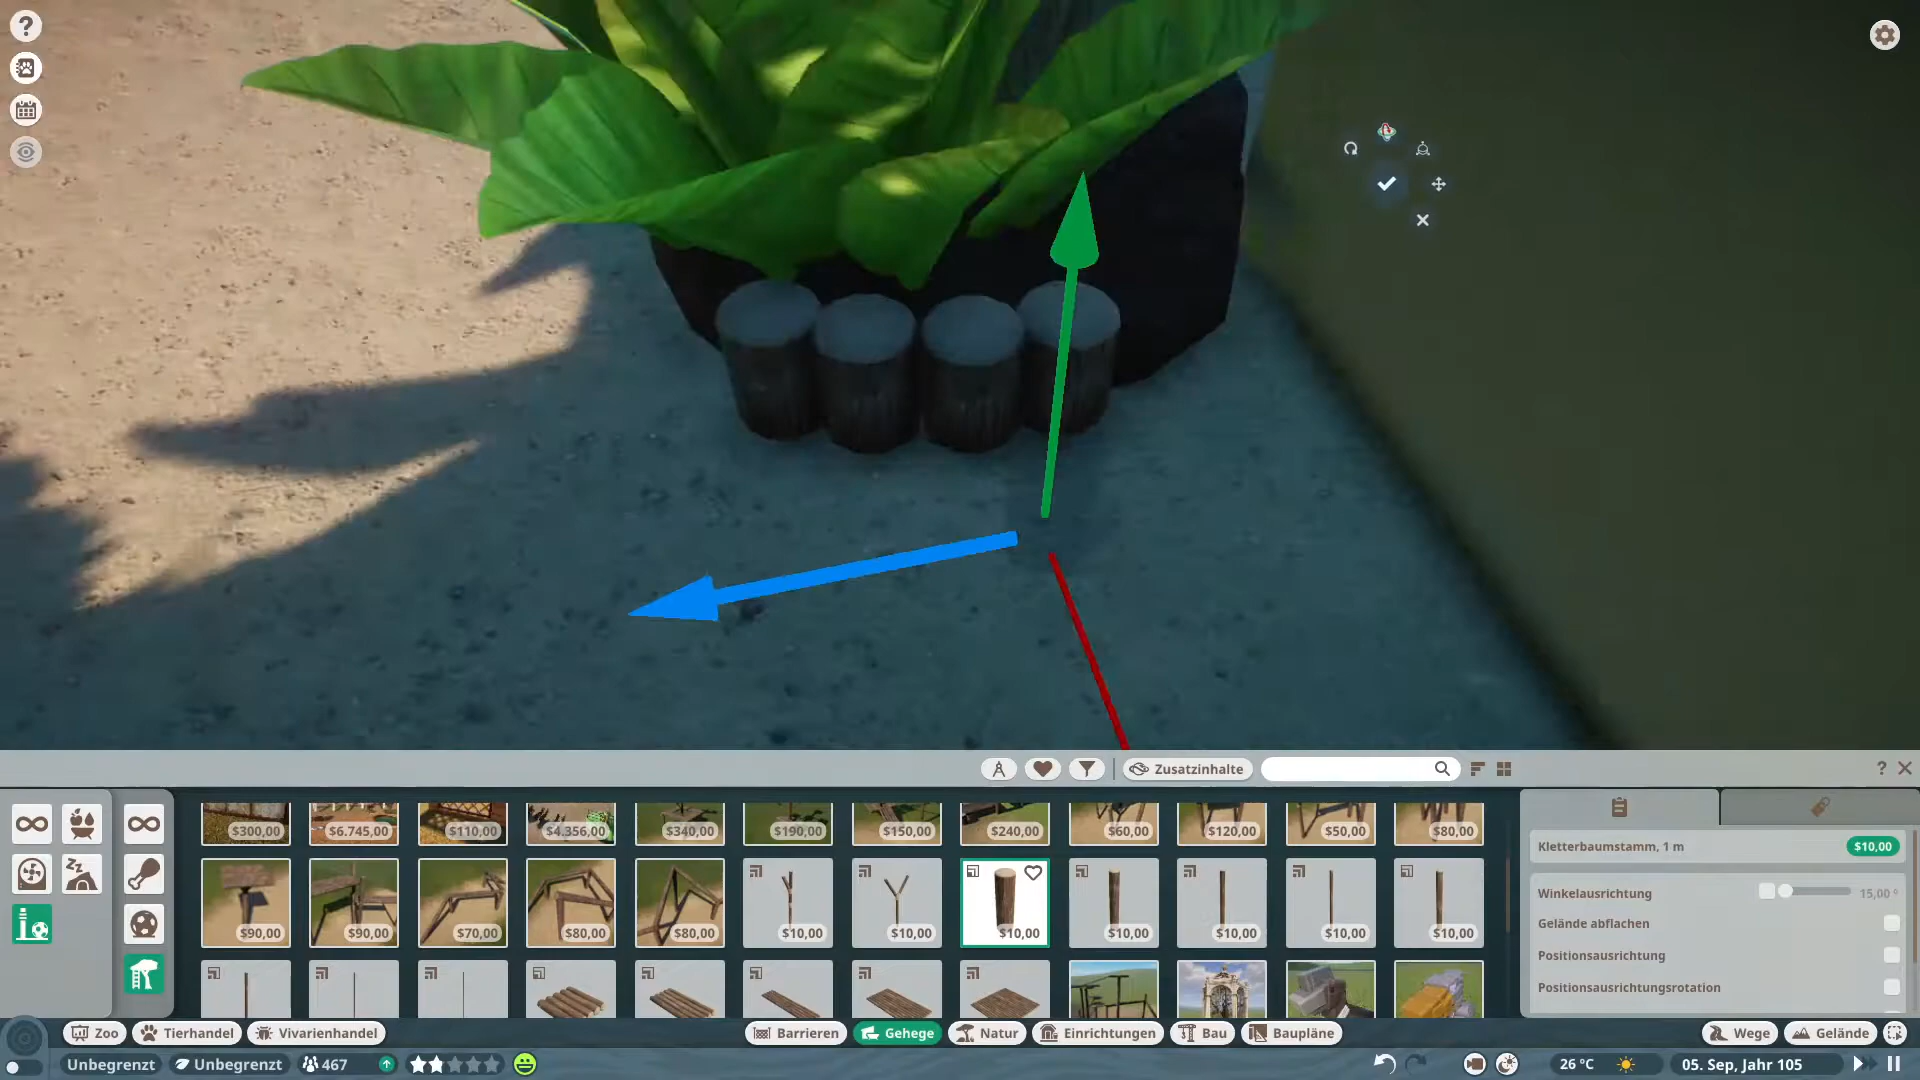 Zusatzinhalte
?
$300,00
$6.745,00
$110,00
$4.356,00
$340,00
$190,00
$150,00
$240,00
$60,00
$120,00
$50,00
$80,00
$90,00
$90,00
$70,00
$80,00
$80,00
$10,00
$10,00
$10,00
$10,00
$10,00
$10,00
$10,00
Kletterbaumstamm, 1 m
$10,00
Winkelausrichtung
15,00 °
Gelände abflachen
Positionsausrichtung
Positionsausrichtungsrotation
Zoo
Tierhandel
Vivarienhandel
Barrieren
Gehege
Natur
Einrichtungen
Bau
Baupläne
Wege
Gelände
Unbegrenzt
Unbegrenzt
467
26 °C
05. Sep, Jahr 105